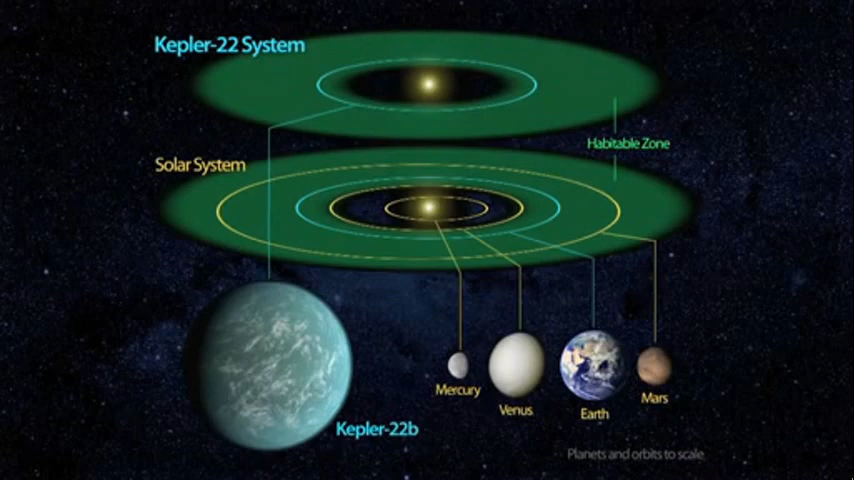 Kepler-22 System
Habitable Zone
Solar System
Mercury
Venus
Earth
Mars
Kepler-22b
Planets and orbits to scale